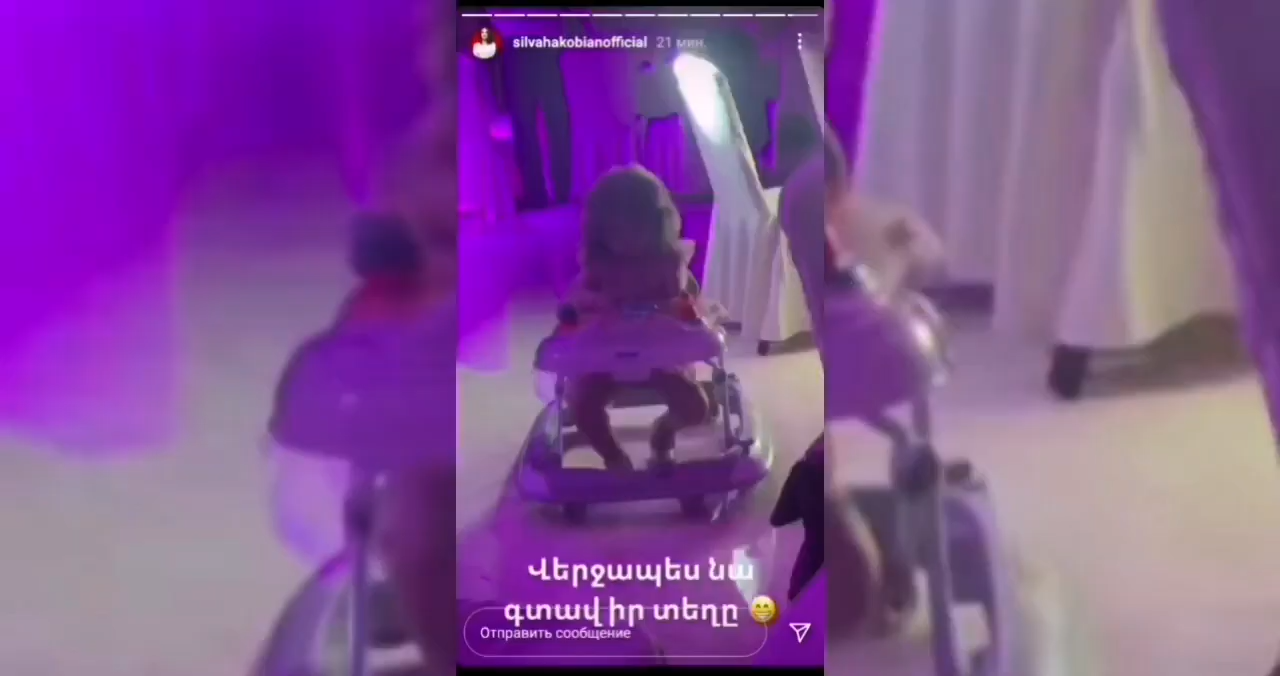 silvahakobianofficial 21 мин.
Վերջապես նա
գտավ իր տեղը
Отправить сообщение